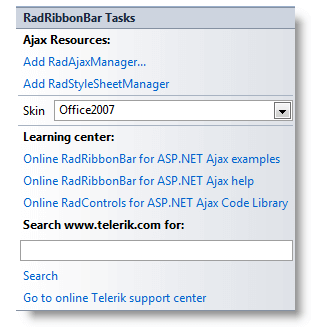 RadRibbonBar Tasks
Ajax Resources:
Add RadAjaxManager...
Add RadStyleSheetManager
Skin Office2007
Learning center:
Online RadRibbonBar for ASP.NET Ajax examples
Online RadRibbonBar for ASP.NET Ajax help
Online RadControls for ASP.NET Ajax Code Library
Search www.telerik.com for:
Search
Go to online Telerik support center